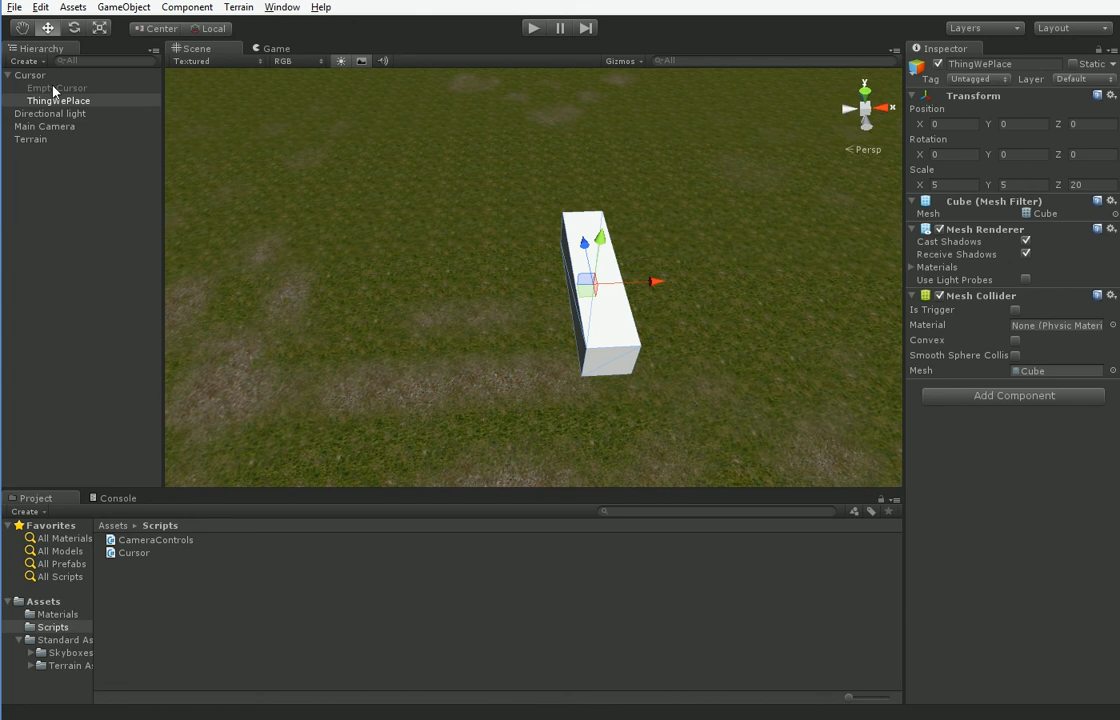 File Edit Assets GameObject Component Terrain Window Help
Center Local Layers Layout
Hierarchy
Create All
Cursor
Empty Cursor
ThingWePlace
Directional light
Main Camera
Terrain
Scene Game
Textured RGB Gizmos All
y
x
Persp
Inspector
ThingWePlace Static
Tag Untagged Layer Default
Transform
Position
X 0 Y 0 Z 0
Rotation
X 0 Y 0 Z 0
Scale
X 5 Y 5 Z 20
Cube (Mesh Filter)
Mesh Cube
Mesh Renderer
Cast Shadows
Receive Shadows
Materials
Use Light Probes
Mesh Collider
Is Trigger
Material None (Physic Materi
Convex
Smooth Sphere Collis
Mesh Cube
Add Component
Project Console
Create
Favorites
All Materials
All Models
All Prefabs
All Scripts
Assets
Materials
Scripts
Standard As
Skyboxes
Terrain A
Assets Scripts
CameraControls
Cursor